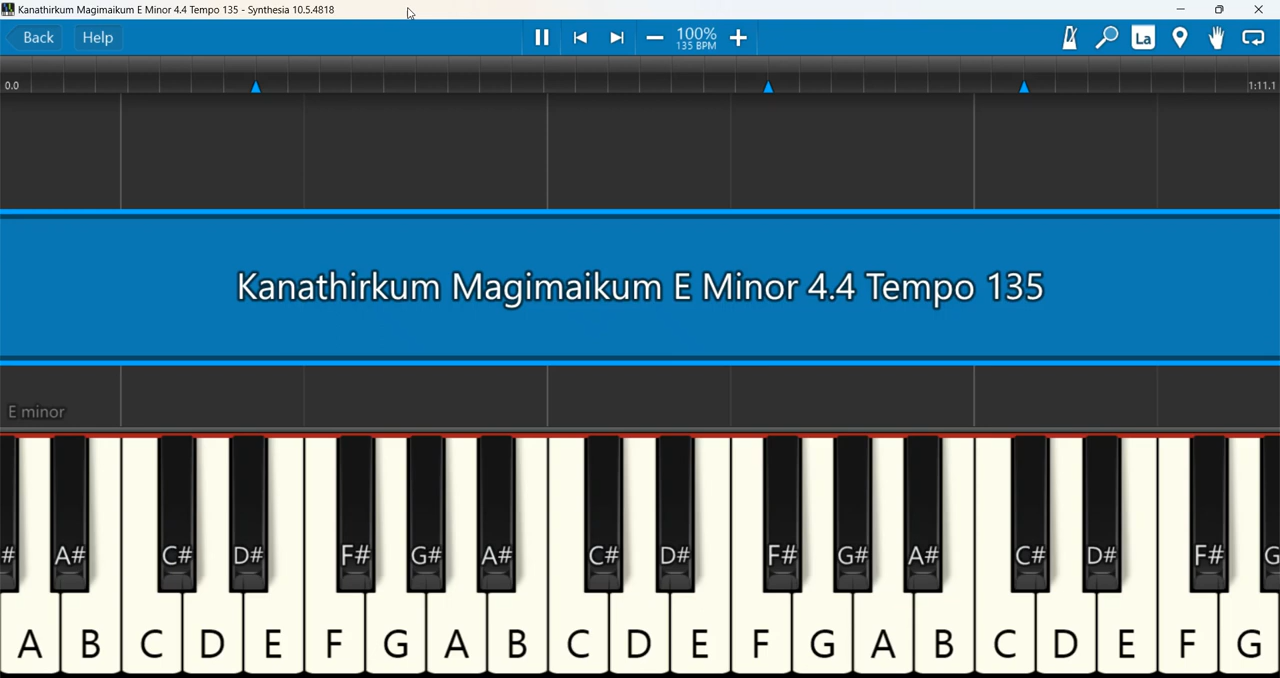 Kanathirkum Magimaikum E Minor 4.4 Tempo 135 - Synthesia 10.5.4818
Back Help 100% La
135 BPM
0.0 1:11.1
Kanathirkum Magimaikum E Minor 4.4 Tempo 135
E minor
# A# C# D# F# G# A# C# D# F# G# A# C# D# F# G
A B C D E F G A B C D E F G A B C D E F G